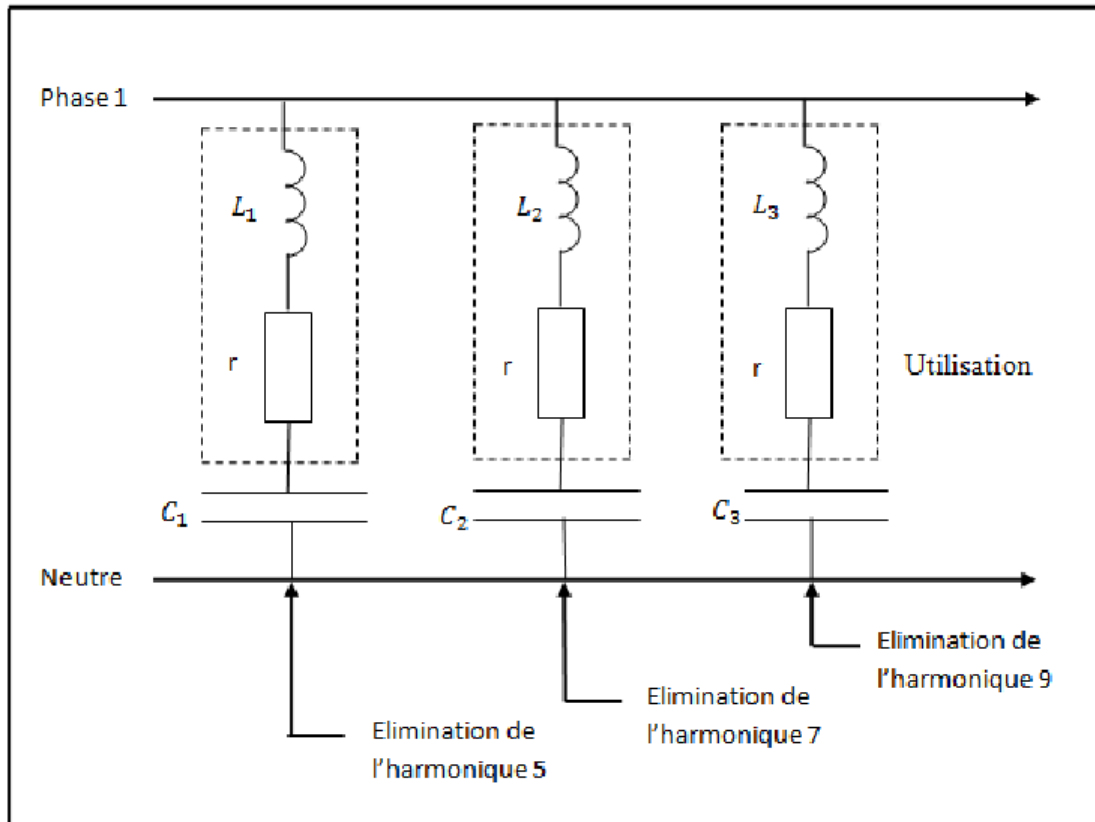 Phase 1
L₁
L₂
L₃
r
r
r
Utilisation
C₁
C₂
C₃
Neutre
Elimination de
l'harmonique 9
Elimination de
l'harmonique 7
Elimination de
l'harmonique 5